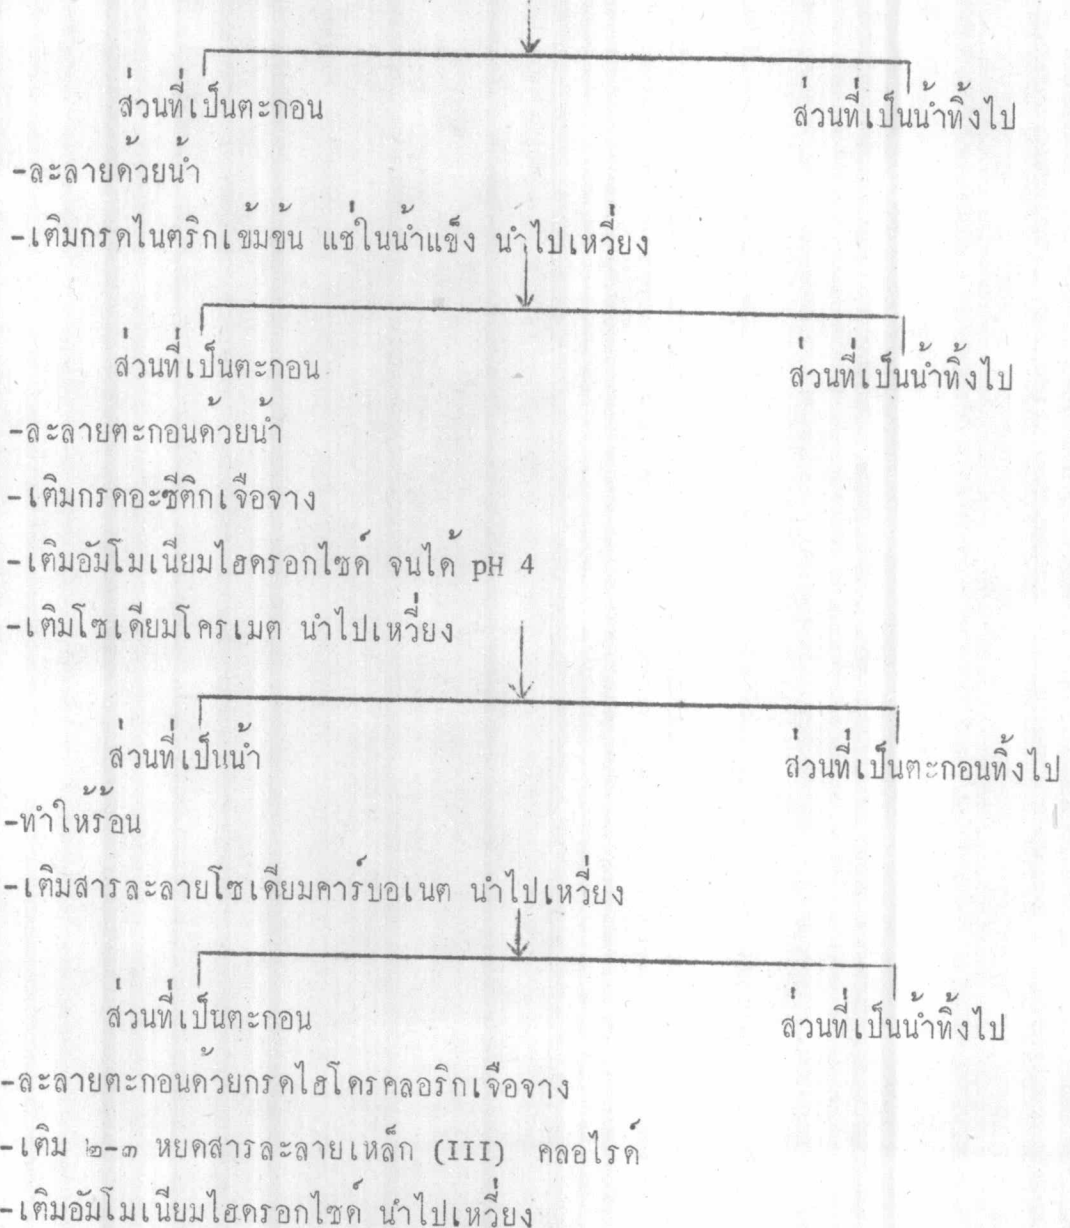 ส่วนที่เป็นตะกอน ส่วนที่เป็นน้ำทิ้งไป
-ละลายด้วยน้ำ
-เติมกรดไนตริกเข้มข้น แช่ในน้ำแข็ง นำไปเหวี่ยง
ส่วนที่เป็นตะกอน ส่วนที่เป็นน้ำทิ้งไป
-ละลายตะกอนด้วยน้ำ
-เติมกรดอะซีติกเจือจาง
-เติมอัมโมเนียมไฮดรอกไซด์ จนได้ pH 4
-เติมโซเดียมโครเมต นำไปเหวี่ยง
ส่วนที่เป็นน้ำ ส่วนที่เป็นตะกอนทิ้งไป
-ทำให้ร้อน
-เติมสารละลายโซเดียมคาร์บอเนต นำไปเหวี่ยง
ส่วนที่เป็นตะกอน ส่วนที่เป็นน้ำทิ้งไป
-ละลายตะกอนด้วยกรดไฮโดรคลอริกเจือจาง
-เติม ๒-๓ หยดสารละลายเหล็ก (III) คลอไรด์
-เติมอัมโมเนียมไฮดรอกไซด์ นำไปเหวี่ยง